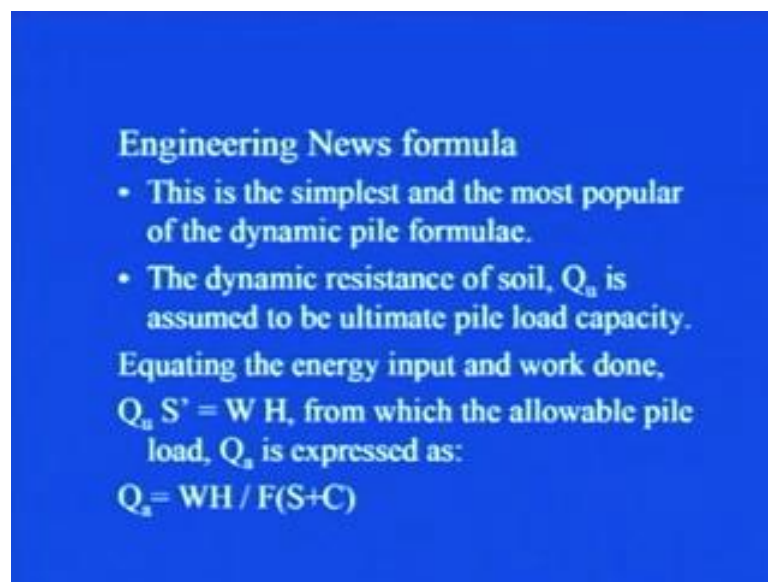 Engineering News formula
• This is the simplest and the most popular
of the dynamic pile formulae.
• The dynamic resistance of soil, Qu is
assumed to be ultimate pile load capacity.
Equating the energy input and work done,
Qu S' = W H, from which the allowable pile
load, Qa is expressed as:
Qa= WH / F(S+C)